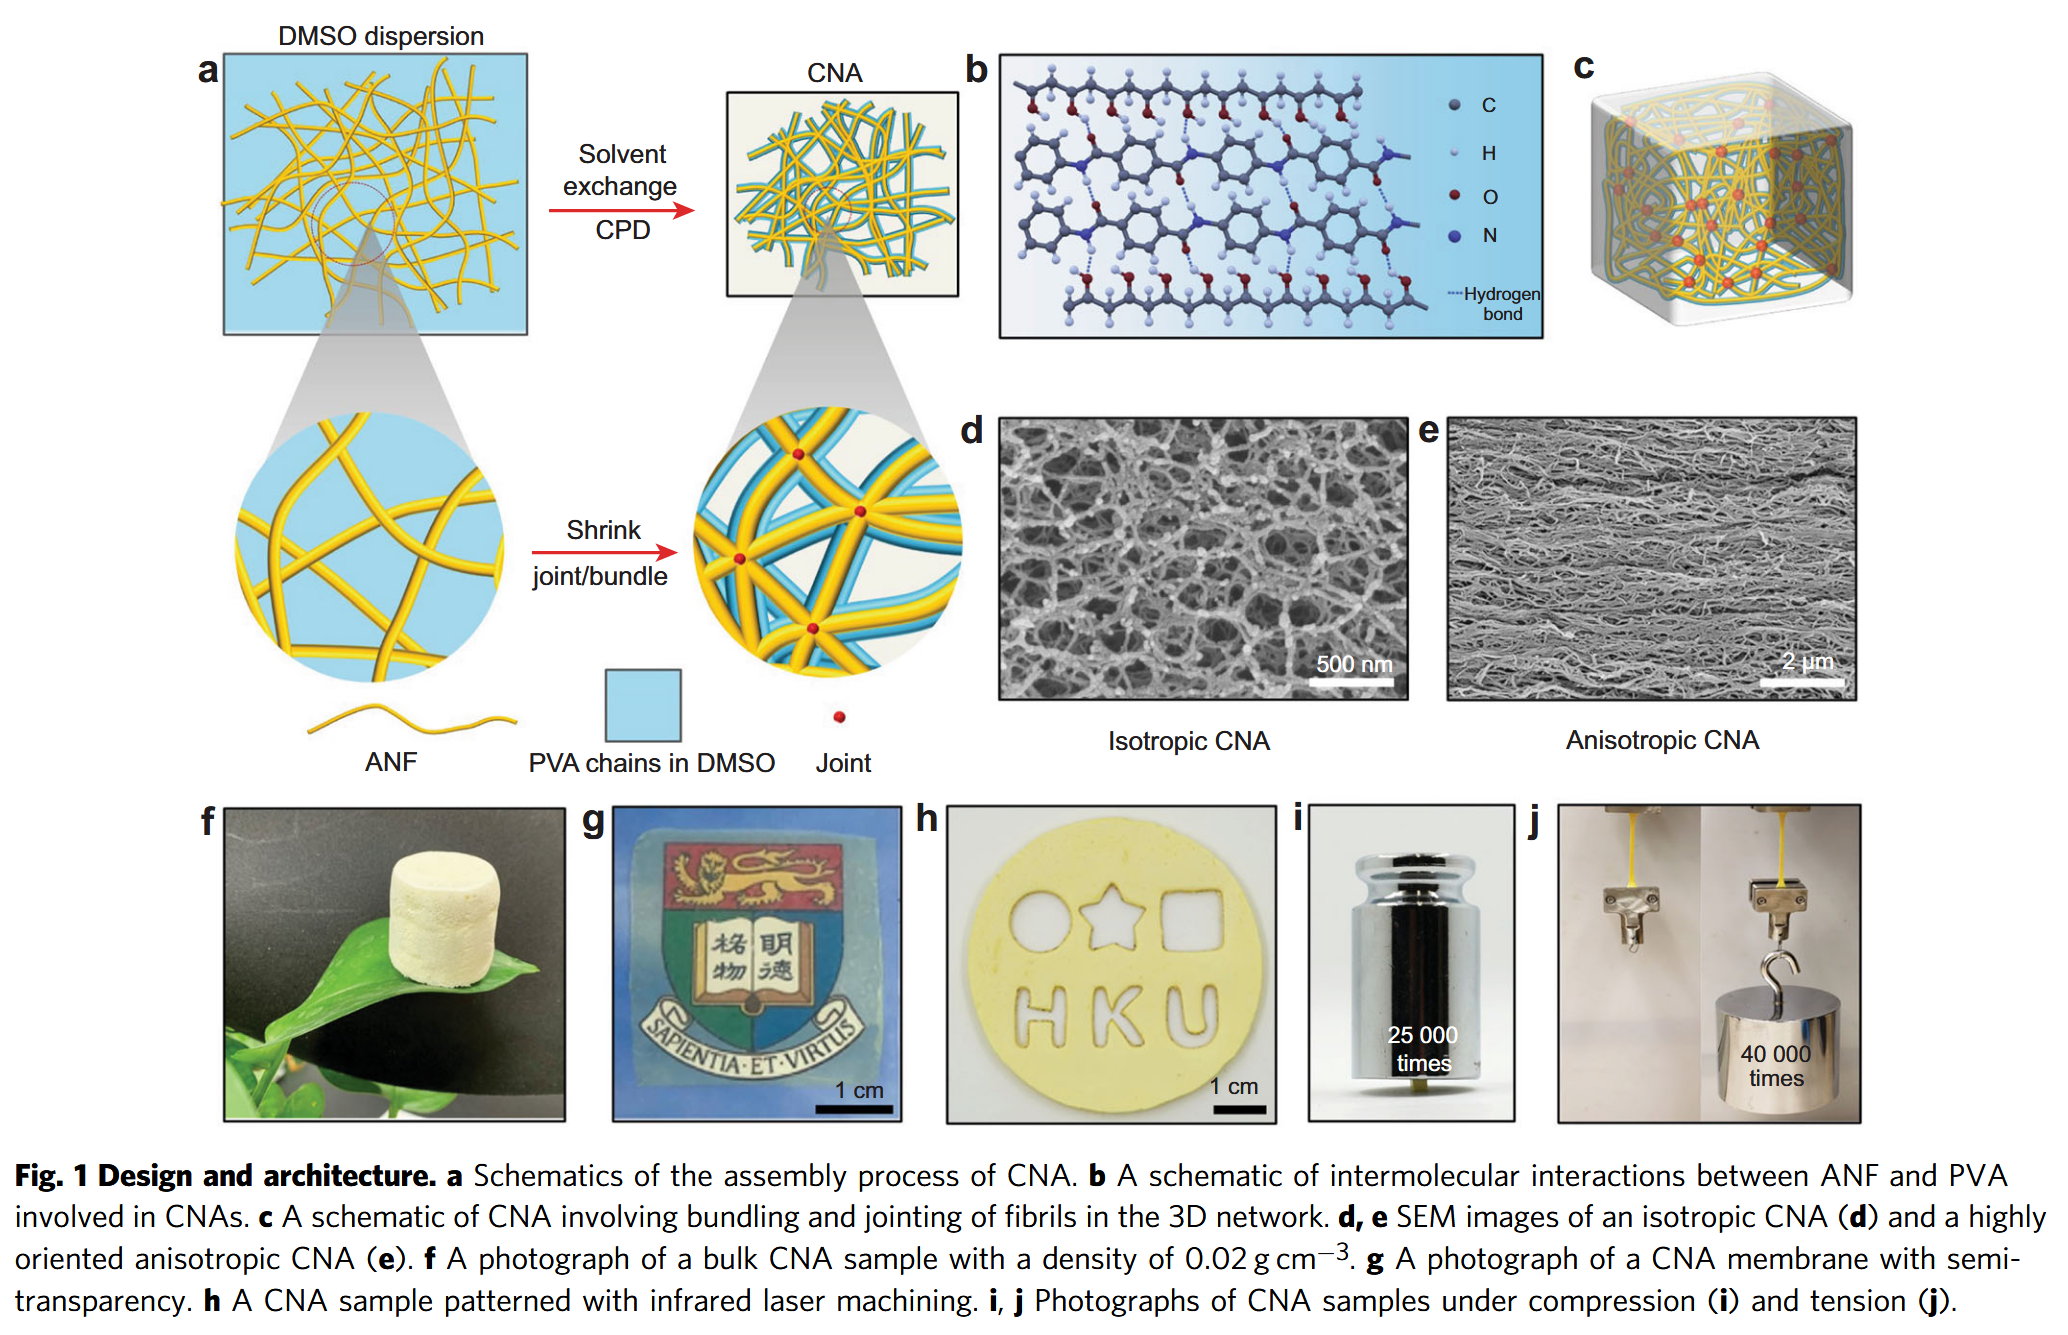 a
DMSO dispersion
Solvent
exchange
CPD
CNA
b
C
H
O
N
Hydrogen
bond
c
Shrink
joint/bundle
ANF
PVA chains in DMSO
Joint
d
500 nm
Isotropic CNA
e
2 μm
Anisotropic CNA
f
g
格 明
物 德
SAPIENTIA·ET·VIRTUS
1 cm
h
HKU
1 cm
i
25 000
times
j
40 000
times
Fig. 1 Design and architecture. a Schematics of the assembly process of CNA. b A schematic of intermolecular interactions between ANF and PVA
involved in CNAs. c A schematic of CNA involving bundling and jointing of fibrils in the 3D network. d, e SEM images of an isotropic CNA (d) and a highly
oriented anisotropic CNA (e). f A photograph of a bulk CNA sample with a density of 0.02 g cm−3. g A photograph of a CNA membrane with semi-
transparency. h A CNA sample patterned with infrared laser machining. i, j Photographs of CNA samples under compression (i) and tension (j).